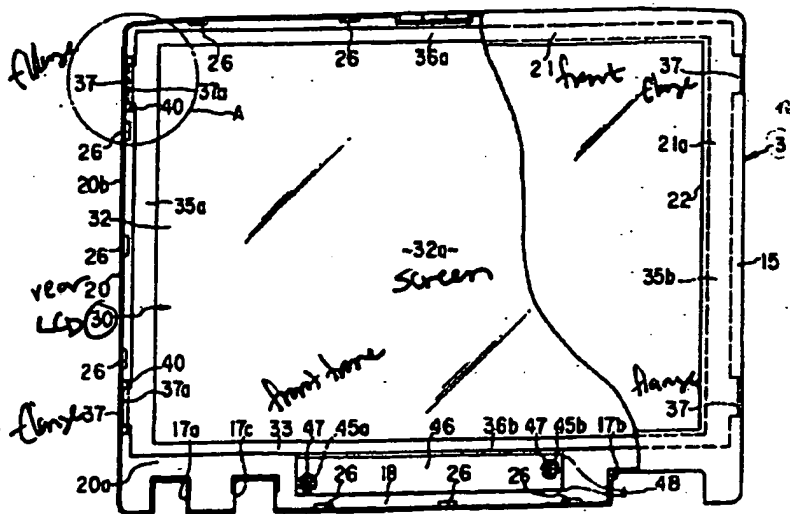 26 26 36a 21 front 37
flange 37 37a
40 A flange
26 21a 3
20b 22
32 35a
26 -32a- 15
rear screen 35b
20
LCD 30
26 40 front frame flange
37a
flange 37 37
17a 17c 33 47 45a 46 36b 47 45b 17b
20a 26 18 26 26 48